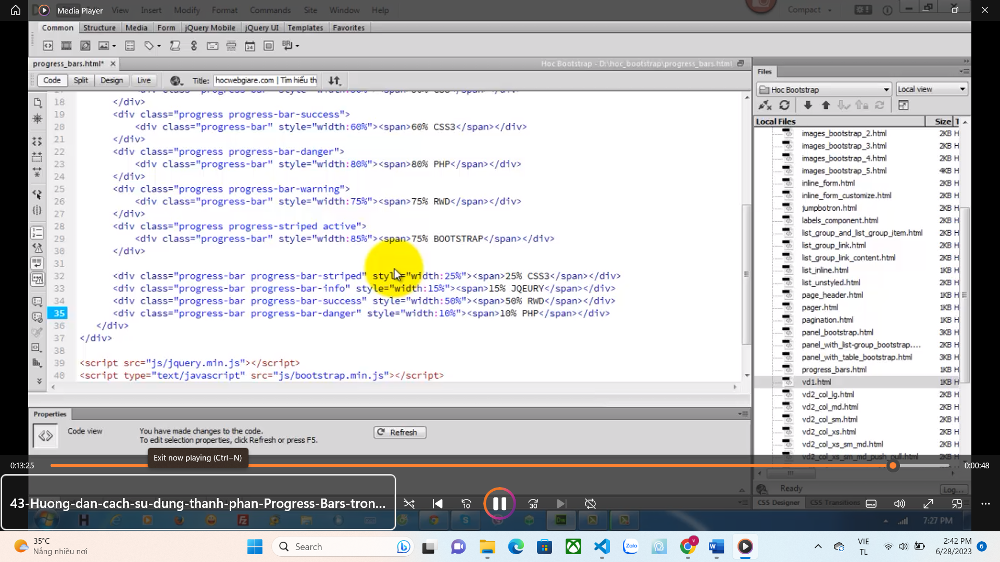 Media Player
View Insert Modify Format Commands Site Window Help
Compact
Common Structure Media Form jQuery Mobile jQuery UI Templates Favorites
progress_bars.html*
Hoc Bootstrap - D:\hoc_bootstrap\progress_bars.html
Code Split Design Live Title: hocwebgiare.com | Tìm hiểu th
18 </div>
19 <div class="progress progress-bar-success">
20 <div class="progress-bar" style="width:60%"><span>60% CSS3</span></div>
21 </div>
22 <div class="progress progress-bar-danger">
23 <div class="progress-bar" style="width:80%"><span>80% PHP</span></div>
24 </div>
25 <div class="progress progress-bar-warning">
26 <div class="progress-bar" style="width:75%"><span>75% RWD</span></div>
27 </div>
28 <div class="progress progress-striped active">
29 <div class="progress-bar" style="width:85%"><span>75% BOOTSTRAP</span></div>
30 </div>
31
32 <div class="progress-bar progress-bar-striped" style="width:25%"><span>25% CSS3</span></div>
33 <div class="progress-bar progress-bar-info" style="width:15%"><span>15% JQEURY</span></div>
34 <div class="progress-bar progress-bar-success" style="width:50%"><span>50% RWD</span></div>
35 <div class="progress-bar progress-bar-danger" style="width:10%"><span>10% PHP</span></div>
36 </div>
37 </div>
38
39 <script src="js/jquery.min.js"></script>
40 <script type="text/javascript" src="js/bootstrap.min.js"></script>
Files
Hoc Bootstrap Local view
Local Files Size T
images_bootstrap_2.html 2KB H
images_bootstrap_3.html 2KB H
images_bootstrap_4.html 2KB H
images_bootstrap_5.html 4KB H
inline_form.html 2KB H
inline_form_customize.html 2KB H
jumpbotron.html 2KB H
labels_component.html 2KB H
list_group_and_list_group_item.html 2KB H
list_group_link.html 2KB H
list_group_link_content.html 2KB H
list_inline.html 2KB H
list_unstyled.html 2KB H
page_header.html 1KB H
pager.html 1KB H
pagination.html 1KB H
panel_bootstrap.html 3KB H
panel_with_list-group_bootstrap.... 2KB H
panel_with_table_bootstrap.html 3KB H
progress_bars.html 1KB H
vd1.html 1KB H
vd2_col_lg.html 2KB H
vd2_col_md.html 2KB H
vd2_col_sm.html 2KB H
vd2_col_xs.html 2KB H
vd2_col_xs_sm_md.html 2KB H
vd2_col_xs_sm_md_push_pull.html 2KB H
Ready Log...
CSS Designer CSS Transitions
Properties
Code view
You have made changes to the code.
To edit selection properties, click Refresh or press F5.
Refresh
Exit now playing (Ctrl+N)
0:13:25 0:00:48
43-Huong-dan-cach-su-dung-thanh-phan-Progress-Bars-tron...
10 30
7:27 PM
35°C
Nắng nhiều nơi
Search
Zalo
VIE
TL
2:42 PM
6/28/2023
6